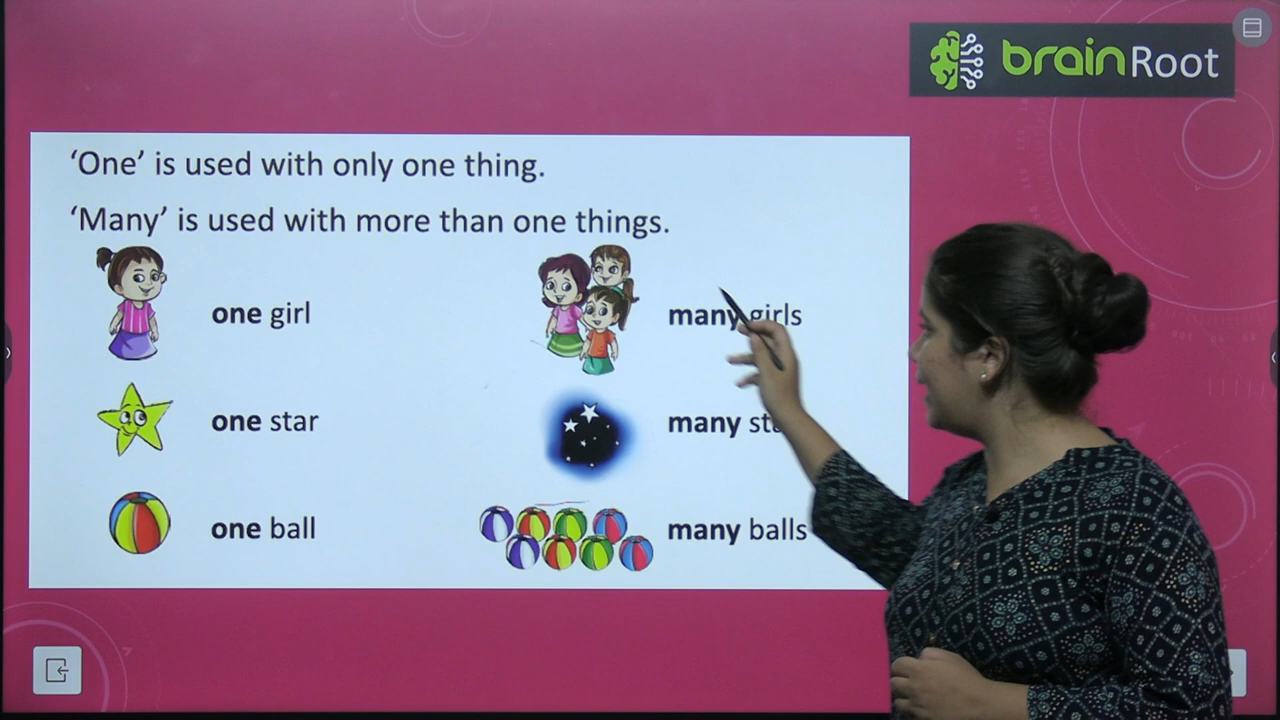 brainRoot
‘One’ is used with only one thing.
‘Many’ is used with more than one things.
one girl
many girls
one star
many
one ball
many balls